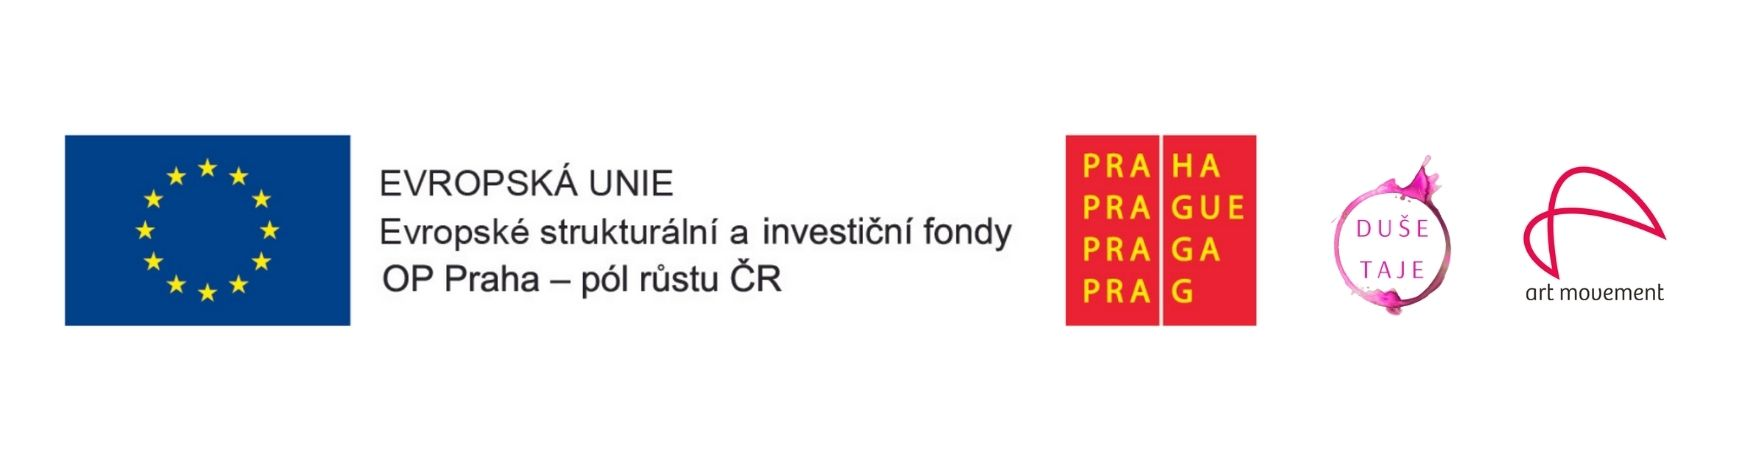 EVROPSKÁ UNIE
Evropské strukturální a investiční fondy
OP Praha – pól růstu ČR
PRA HA
PRA GUE
PRA GA
PRA G
DUŠE
TAJE
art movement